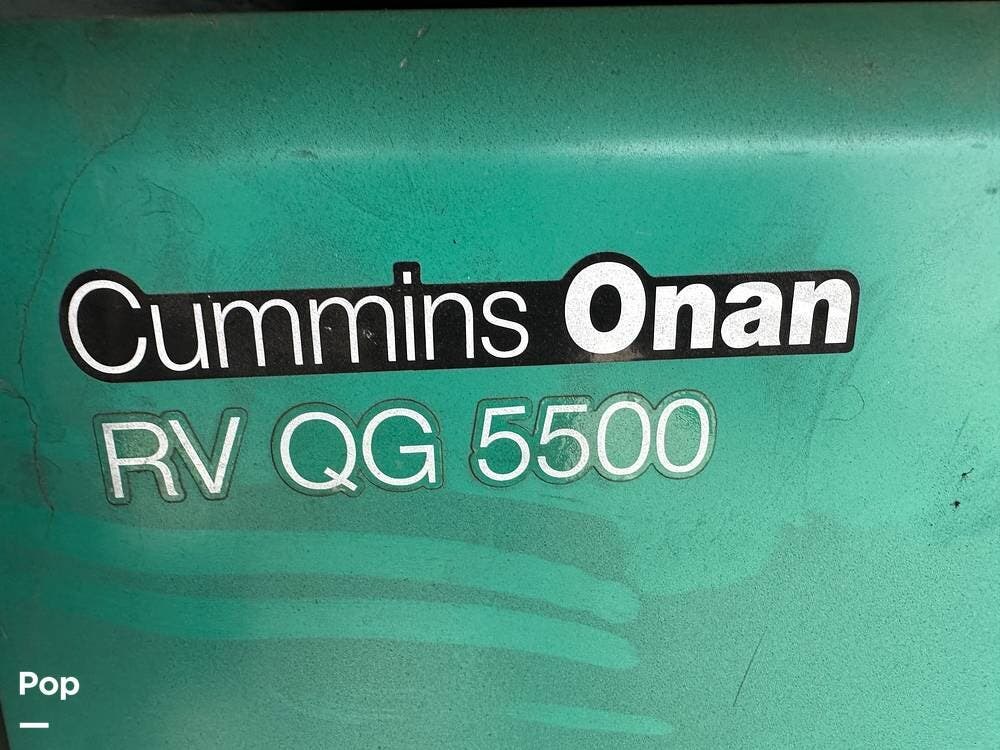 Cummins Onan
RV QG 5500
Pop